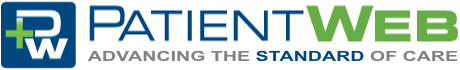 PW PATIENTWEB
ADVANCING THE STANDARD OF CARE